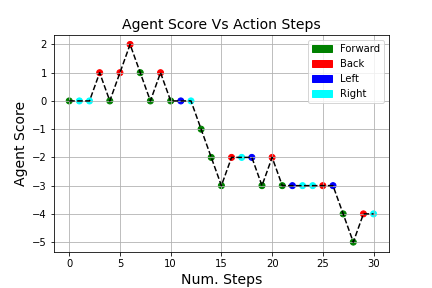 Agent Score Vs Action Steps
Forward
Back
Left
Right
Agent Score
2
1
0
−1
−2
−3
−4
−5
0 5 10 15 20 25 30
Num. Steps